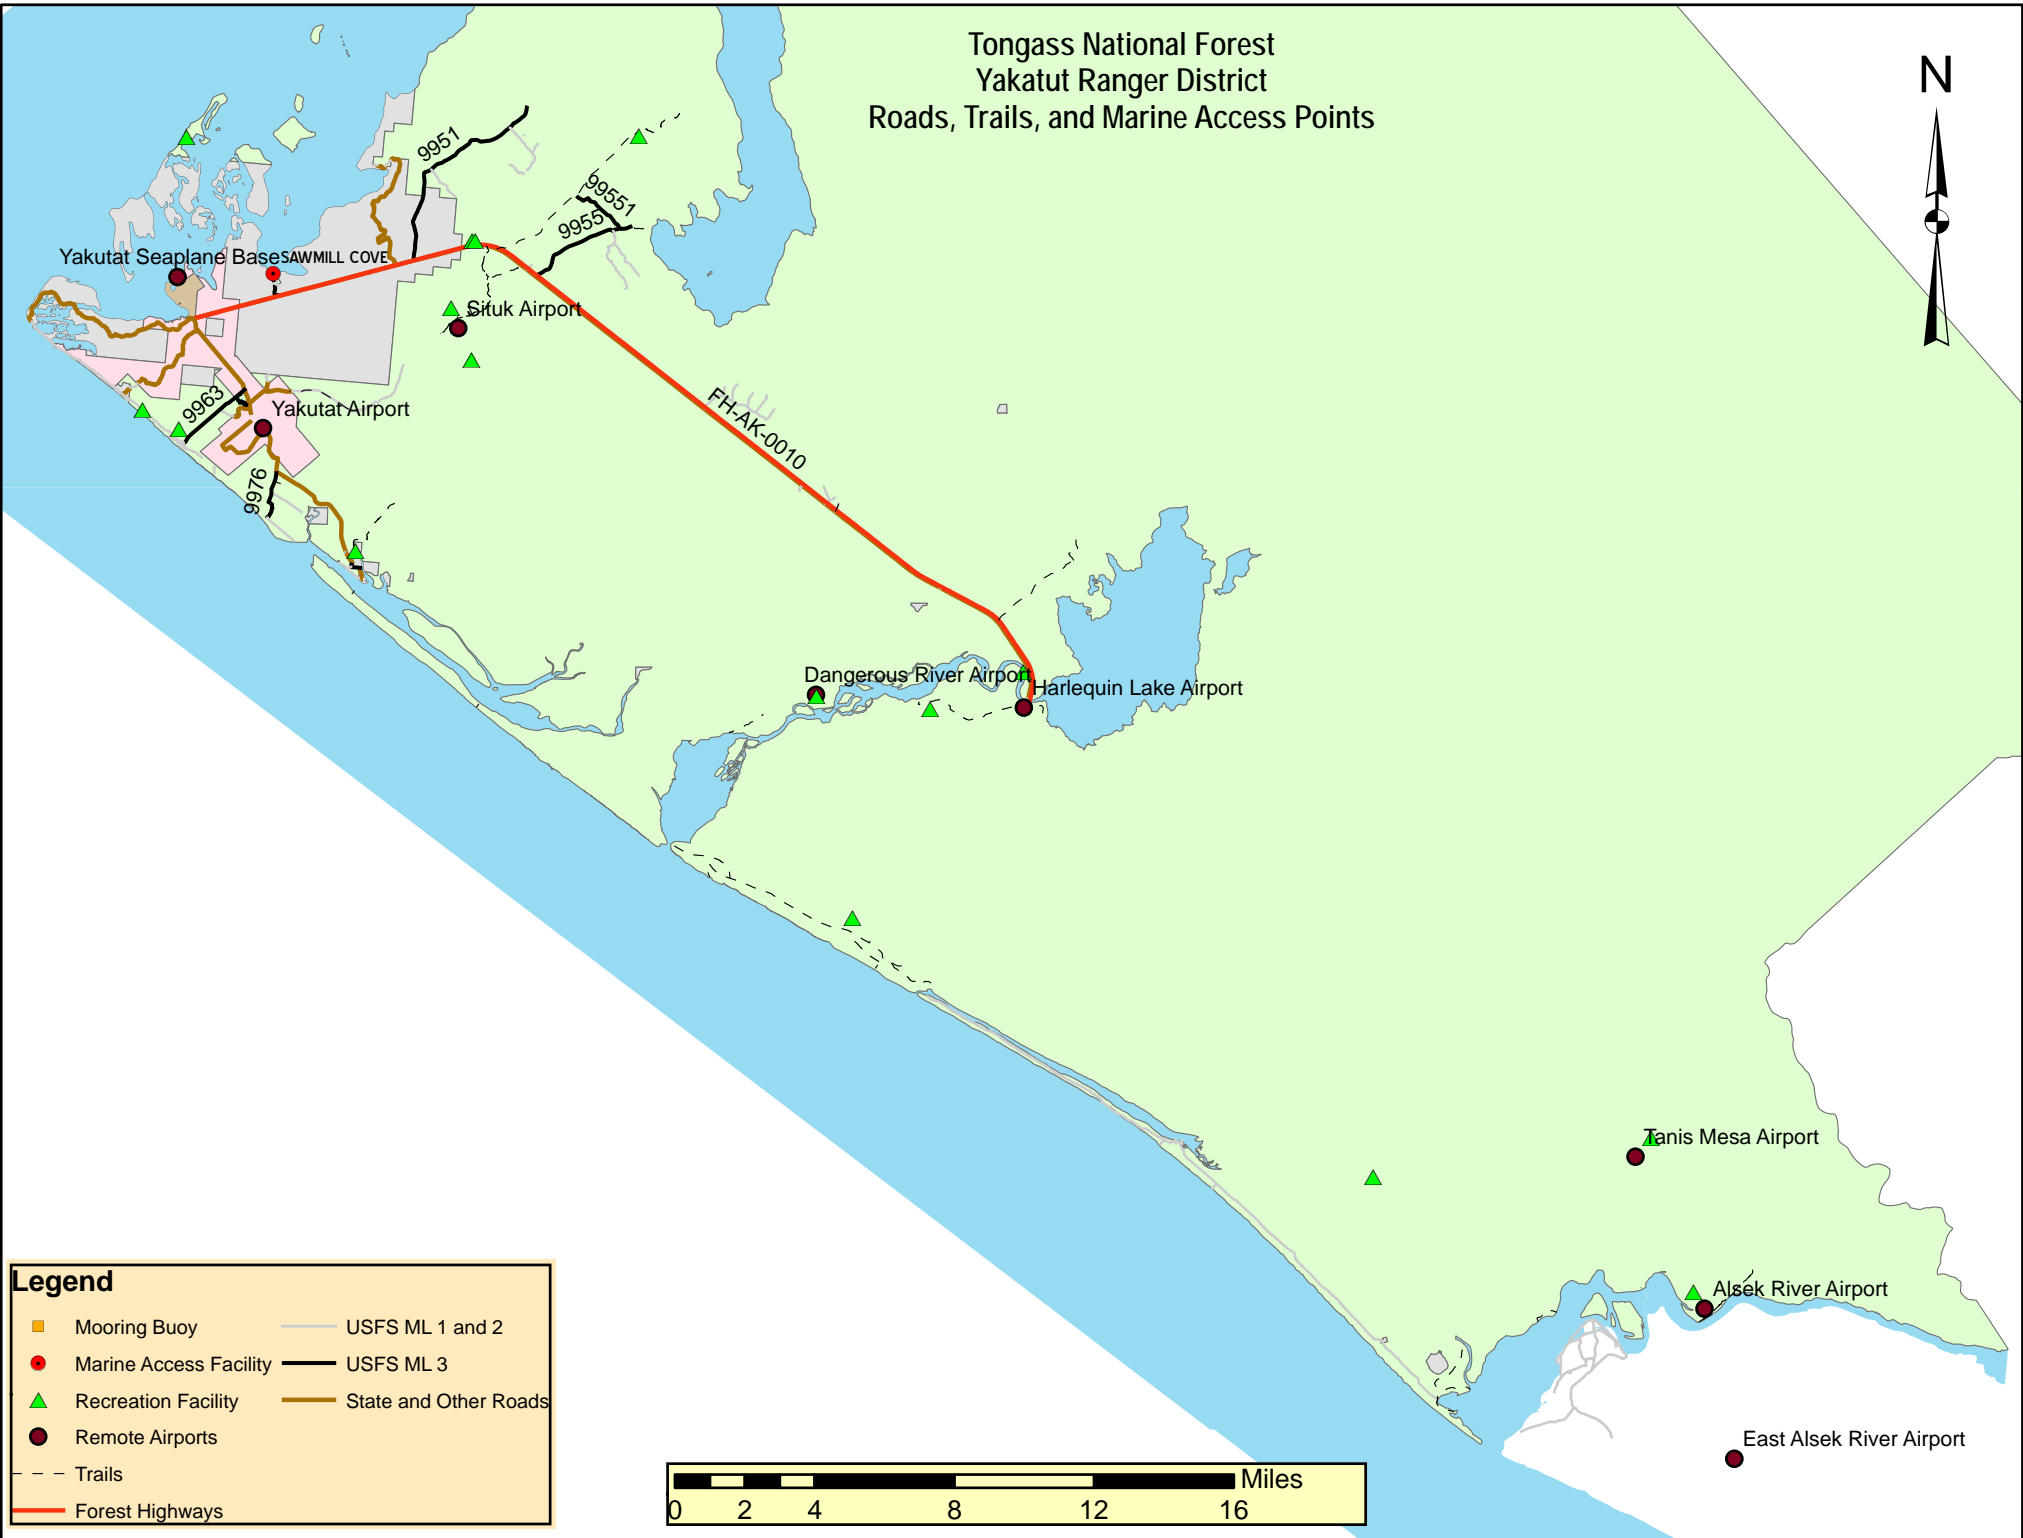 Tongass National Forest
Yakatut Ranger District
Roads, Trails, and Marine Access Points
N
9951
99551
9955
Yakutat Seaplane Base
SAWMILL COVE
Situk Airport
9963
Yakutat Airport
FH-AK-0010
9976
Dangerous River Airport
Harlequin Lake Airport
Tanis Mesa Airport
Alsek River Airport
East Alsek River Airport
Legend
Mooring Buoy
USFS ML 1 and 2
Marine Access Facility
USFS ML 3
Recreation Facility
State and Other Roads
Remote Airports
Trails
Forest Highways
Miles
0 2 4 8 12 16